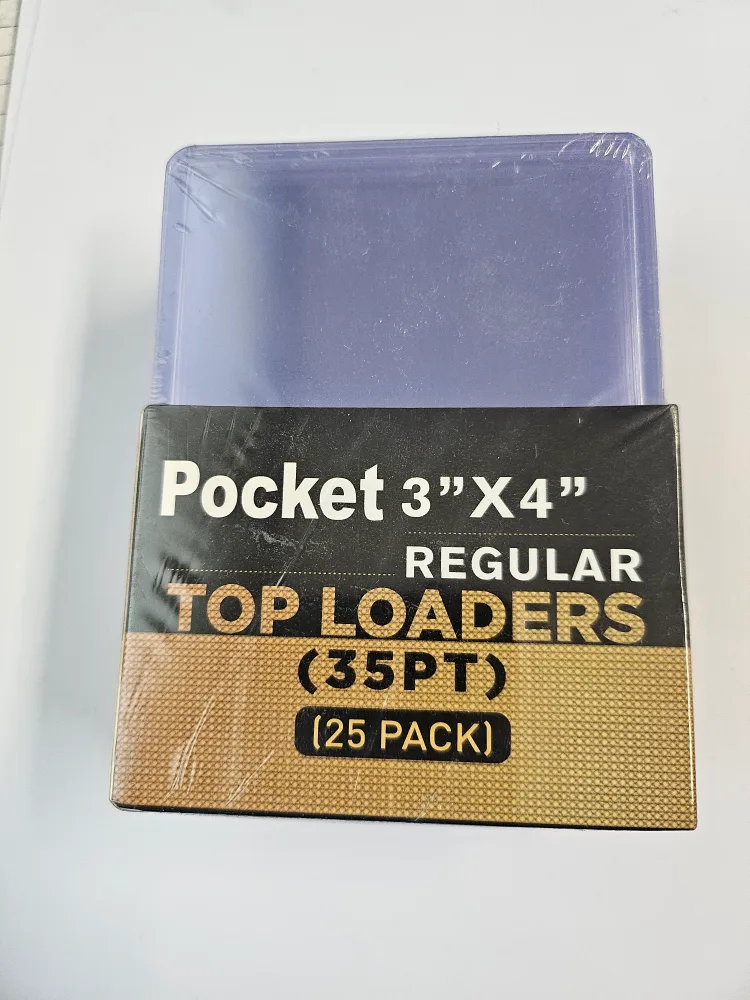 Pocket 3”X4”
REGULAR
TOP LOADERS
(35PT)
(25 PACK)